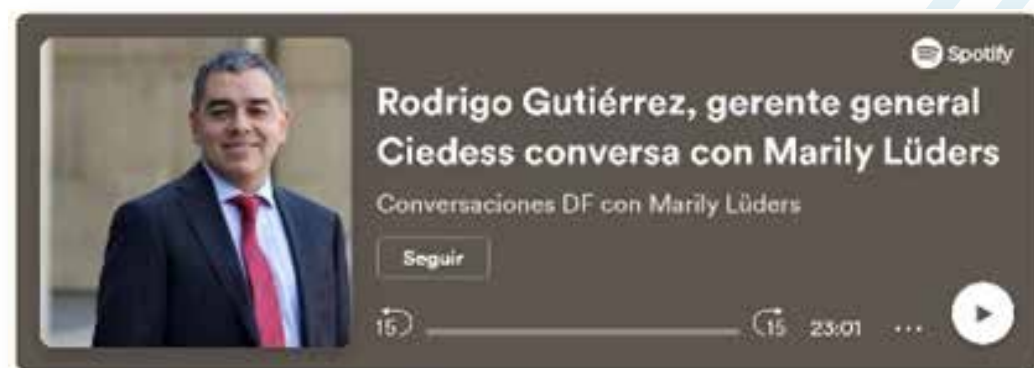 Spotify
Rodrigo Gutiérrez, gerente general
Ciedess conversa con Marily Lüders
Conversaciones DF con Marily Lüders
Seguir
15
15
23:01